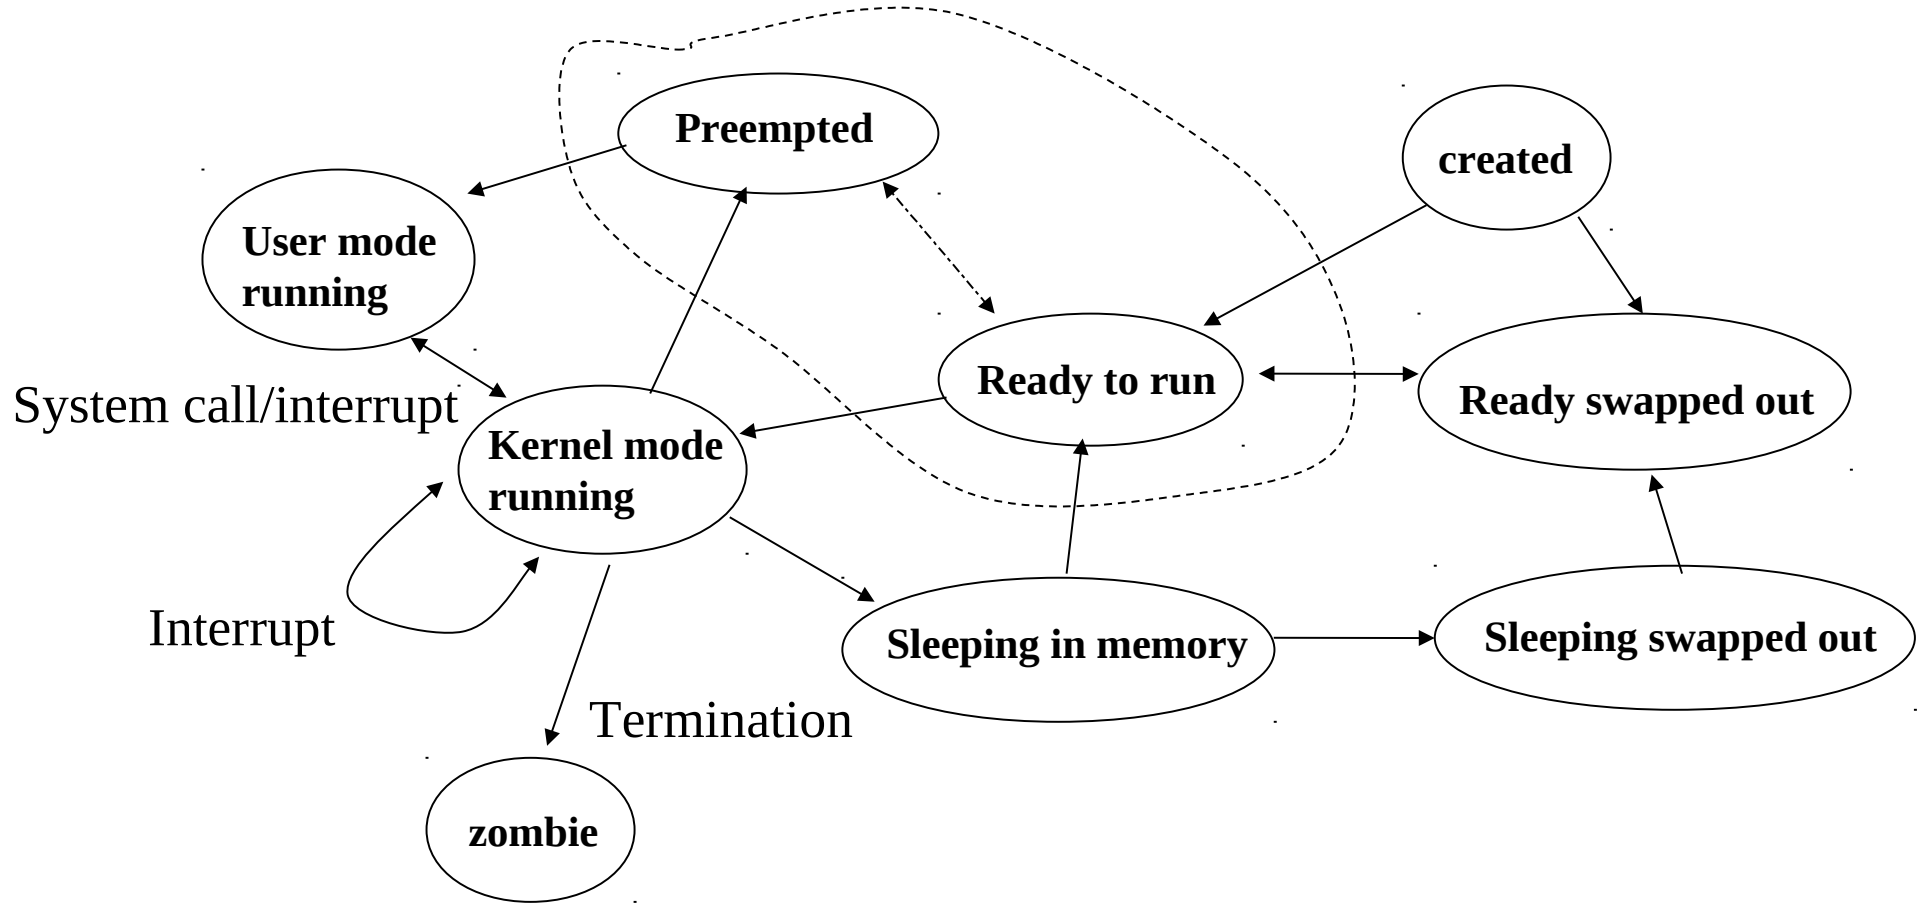 Preempted
created
User mode
running
System call/interrupt
Ready to run
Ready swapped out
Kernel mode
running
Interrupt
Sleeping in memory
Sleeping swapped out
Termination
zombie